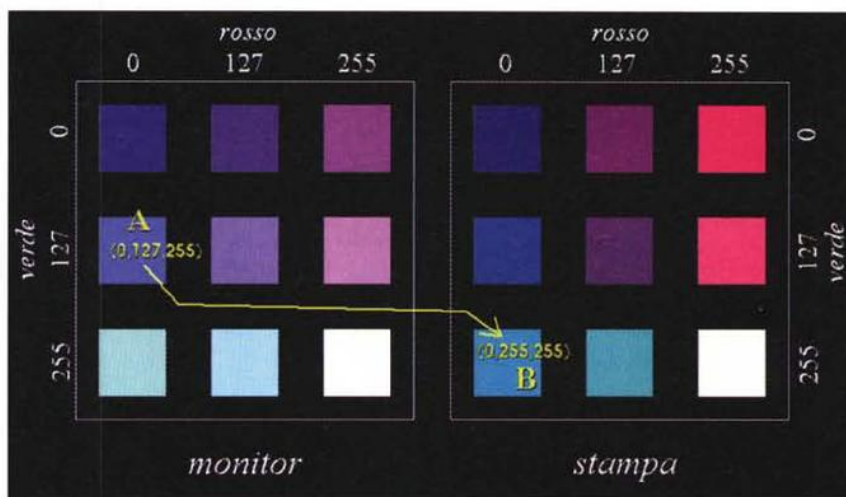 rosso rosso
0 127 255 0 127 255
0 0
A
verde 127 (0,127,255) 127 verde
255 (0,255,255) 255
B
monitor stampa